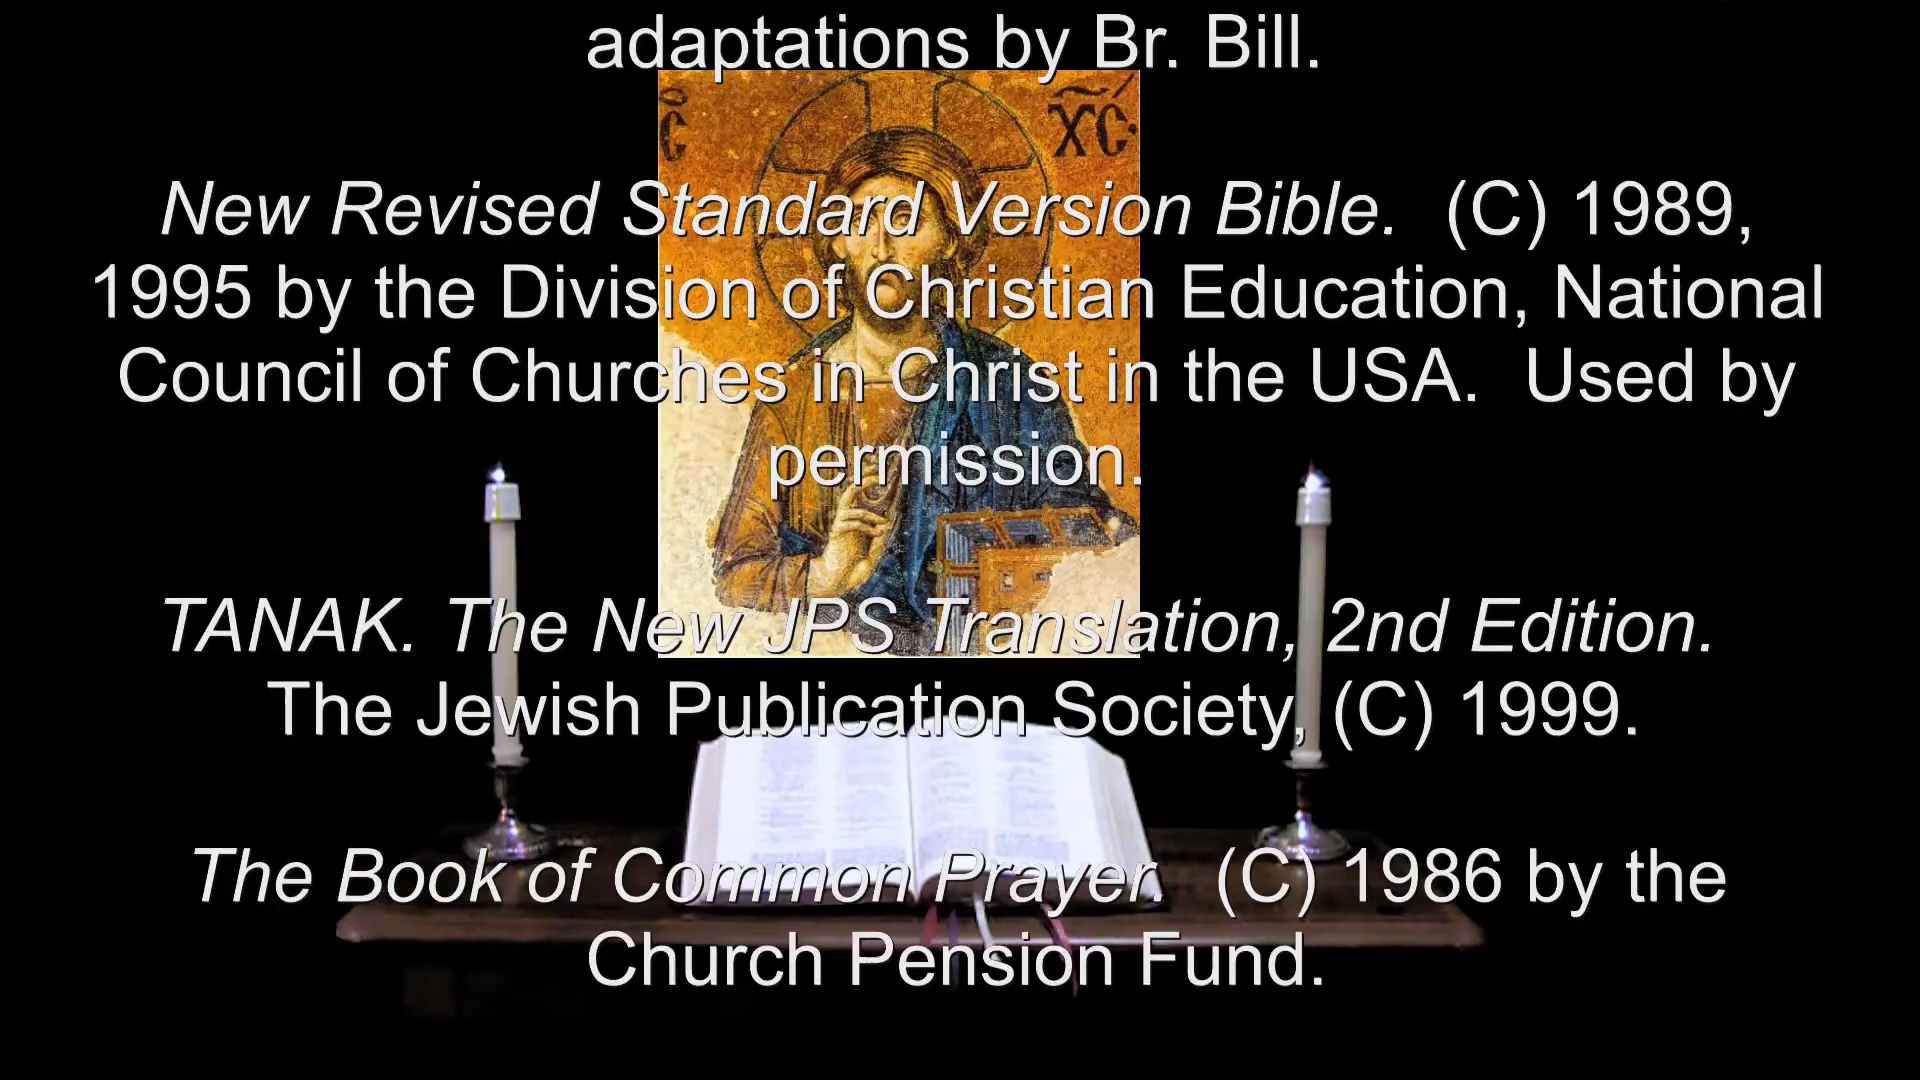 adaptations by Br. Bill.
C XC
New Revised Standard Version Bible.  (C) 1989,
1995 by the Division of Christian Education, National
Council of Churches in Christ in the USA.  Used by
permission.
TANAK. The New JPS Translation, 2nd Edition.
The Jewish Publication Society, (C) 1999.
The Book of Common Prayer.  (C) 1986 by the
Church Pension Fund.